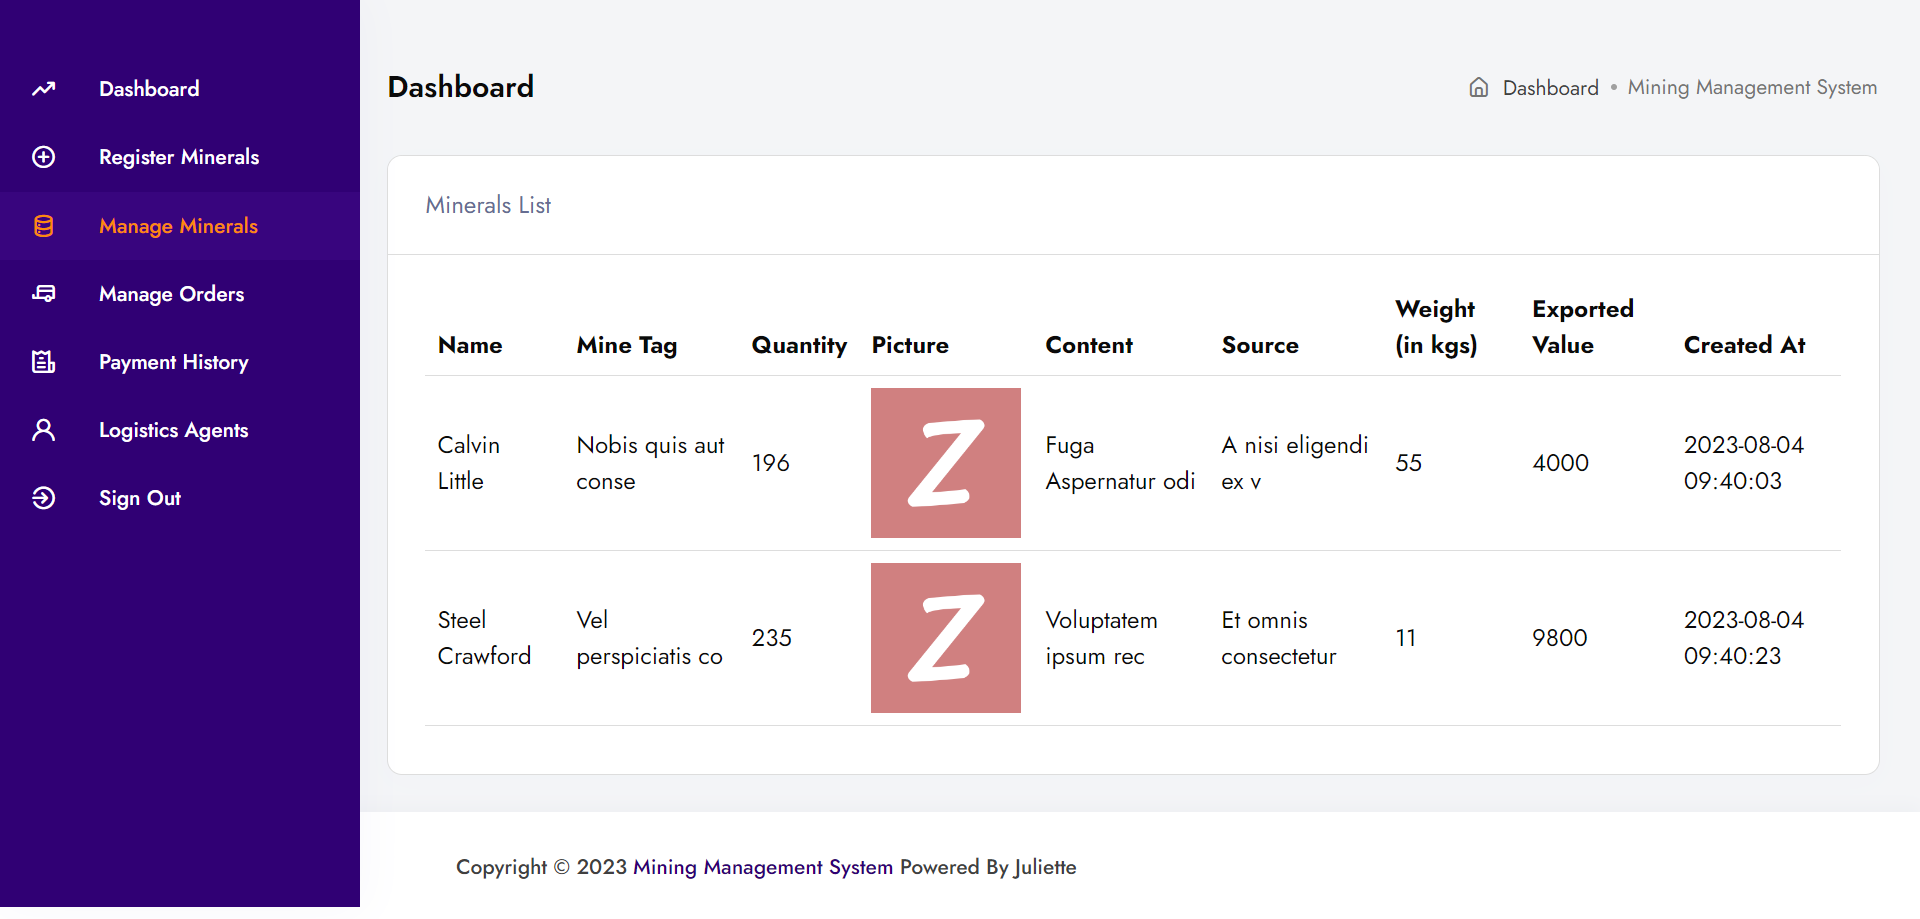 Dashboard
Register Minerals
Manage Minerals
Manage Orders
Payment History
Logistics Agents
Sign Out
Dashboard
Dashboard • Mining Management System
Minerals List
Name Mine Tag Quantity Picture Content Source Weight (in kgs) Exported Value Created At
Calvin Little Nobis quis aut conse 196 Z Fuga Aspernatur odi A nisi eligendi ex v 55 4000 2023-08-04 09:40:03
Steel Crawford Vel perspiciatis co 235 Z Voluptatem ipsum rec Et omnis consectetur 11 9800 2023-08-04 09:40:23
Copyright © 2023 Mining Management System Powered By Juliette